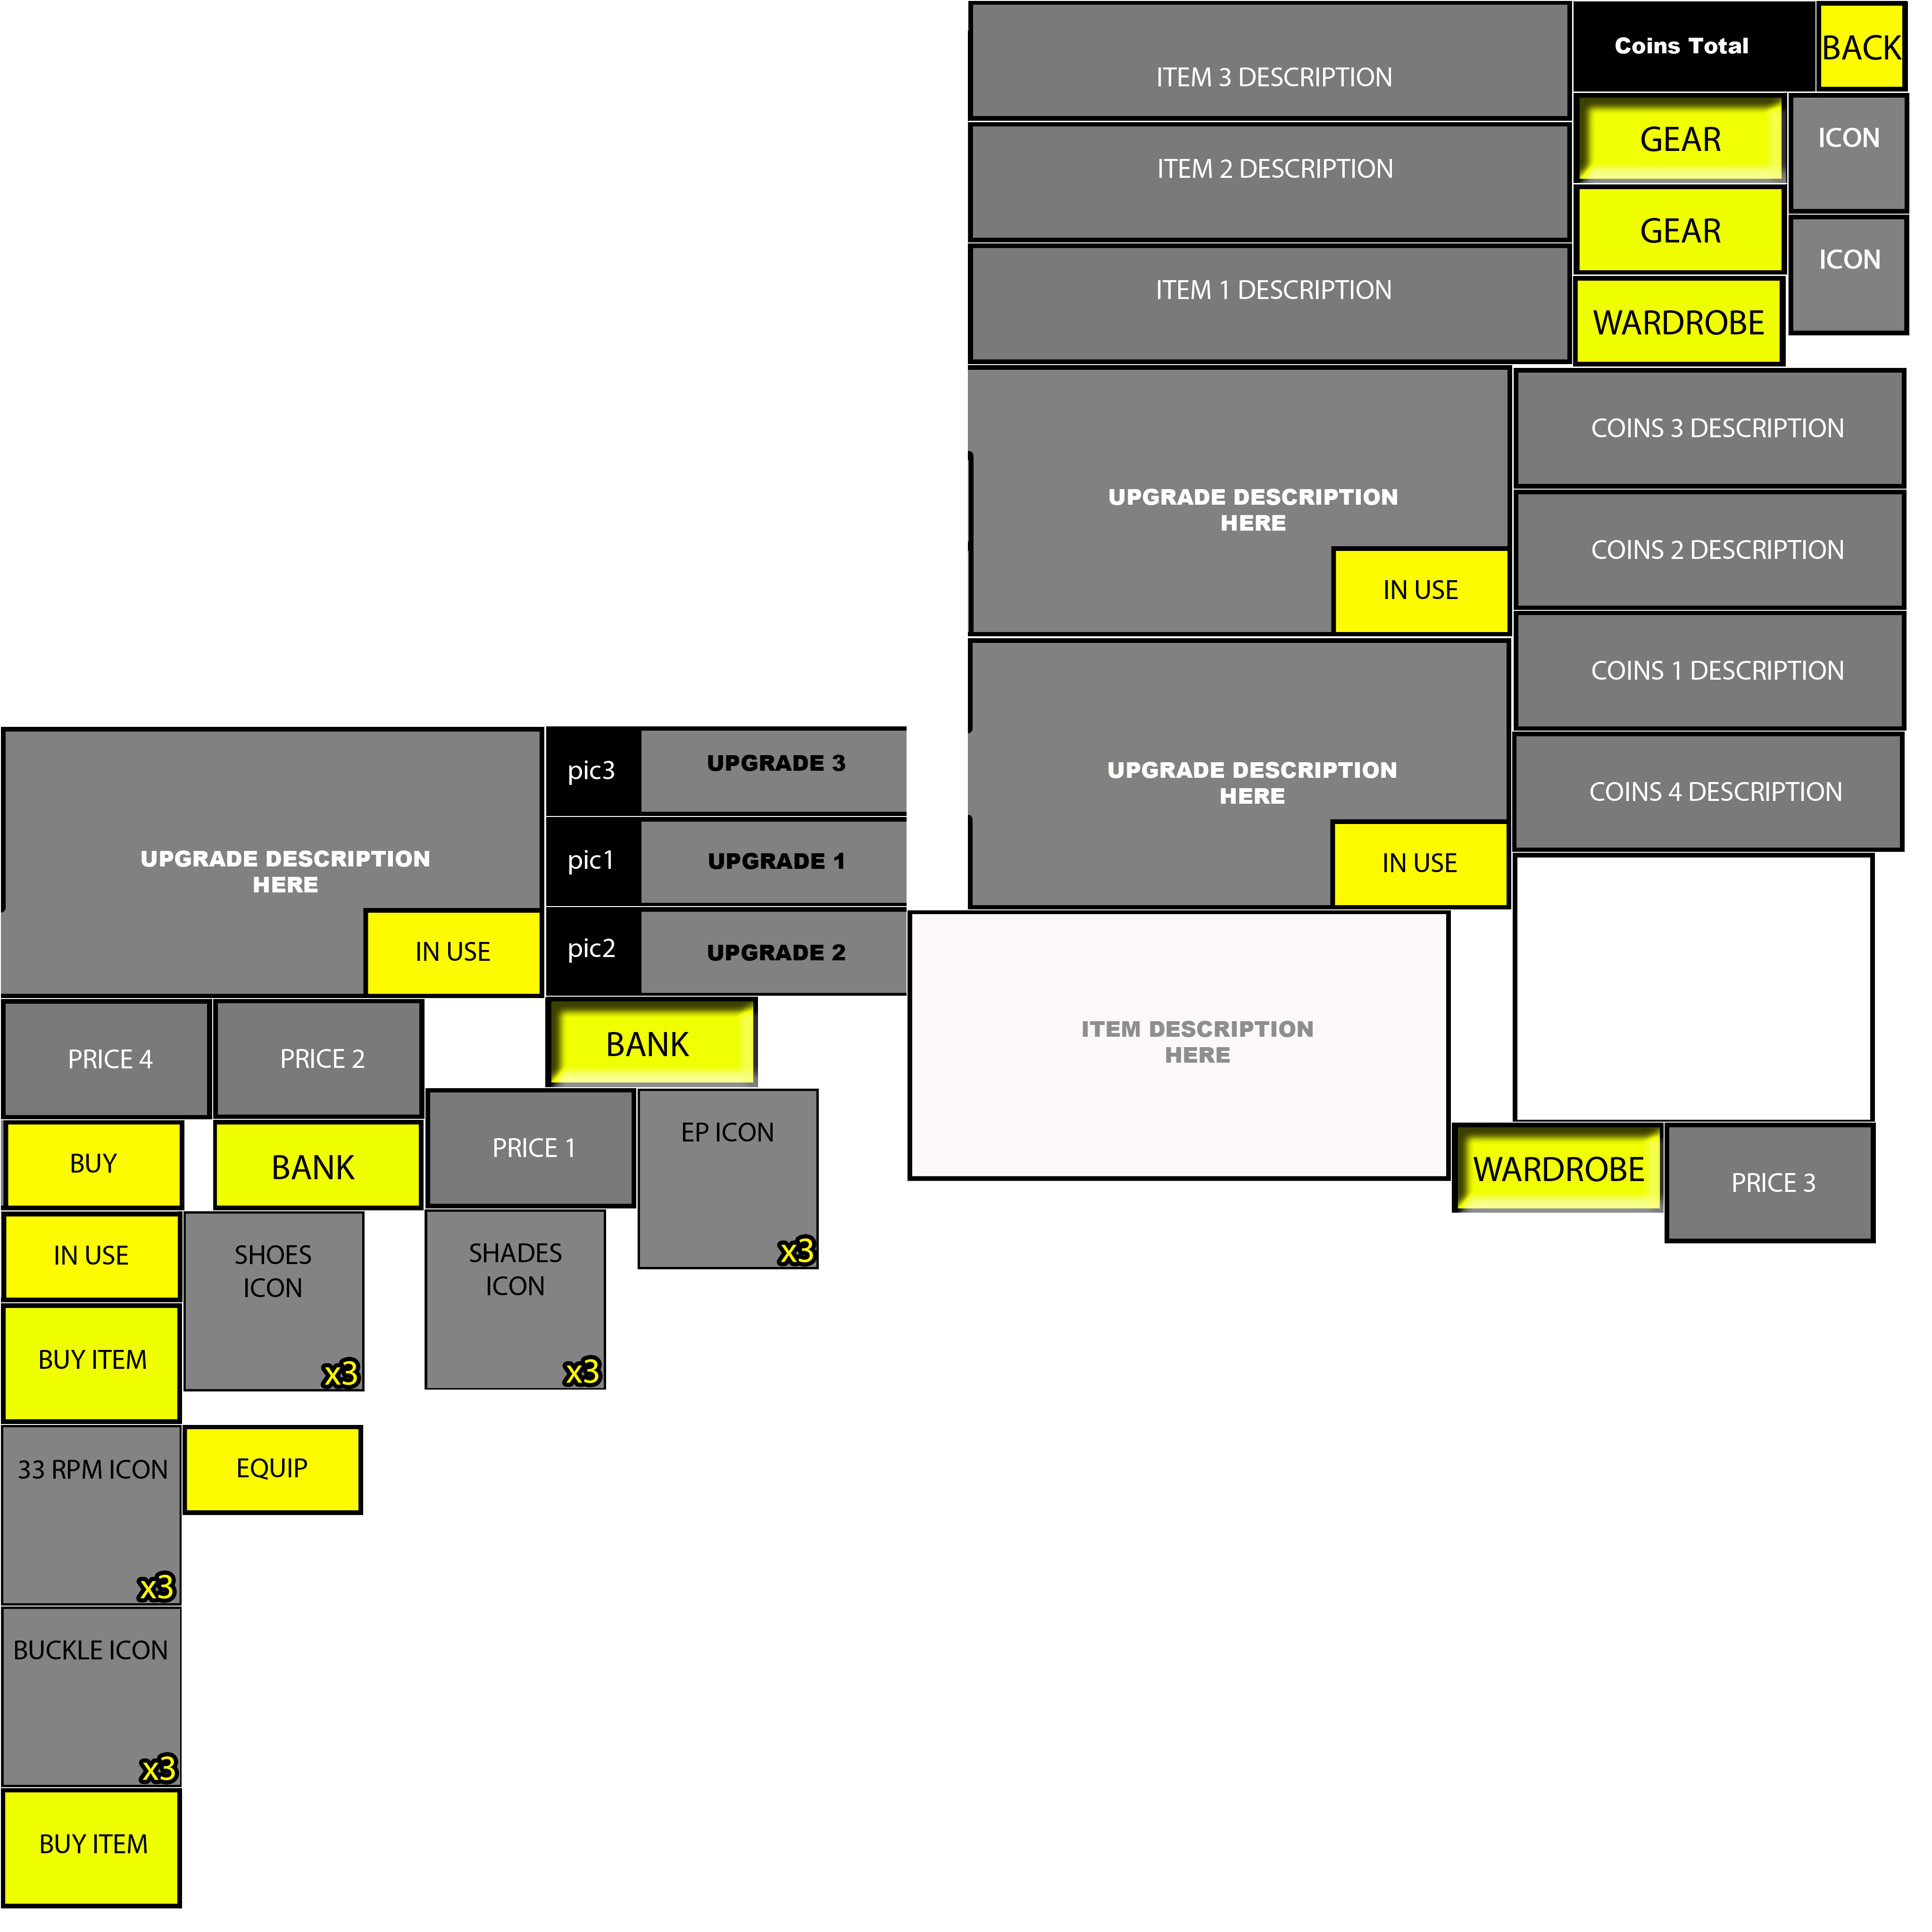 ITEM 3 DESCRIPTION
Coins Total
BACK
GEAR
ICON
ITEM 2 DESCRIPTION
GEAR
ICON
ITEM 1 DESCRIPTION
WARDROBE
UPGRADE DESCRIPTION
HERE
IN USE
COINS 3 DESCRIPTION
COINS 2 DESCRIPTION
COINS 1 DESCRIPTION
UPGRADE DESCRIPTION
HERE
IN USE
COINS 4 DESCRIPTION
UPGRADE DESCRIPTION
HERE
IN USE
pic3
UPGRADE 3
pic1
UPGRADE 1
pic2
UPGRADE 2
ITEM DESCRIPTION
HERE
PRICE 4
PRICE 2
BANK
BUY
BANK
PRICE 1
EP ICON
x3
WARDROBE
PRICE 3
IN USE
SHOES
ICON
x3
SHADES
ICON
x3
BUY ITEM
33 RPM ICON
x3
EQUIP
BUCKLE ICON
x3
BUY ITEM